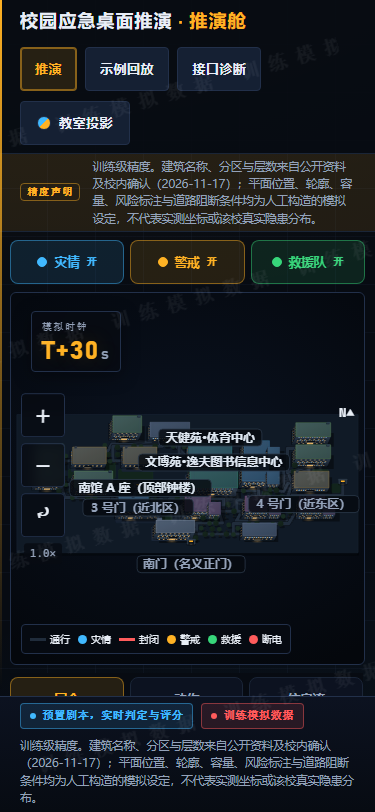 校园应急桌面推演 · 推演舱
推演
示例回放
接口诊断
教室投影
精度声明
训练级精度。建筑名称、分区与层数来自公开资料
及校内确认（2026-11-17）；平面位置、轮廓、容
量、风险标注与道路阻断条件均为人工构造的模拟
设定，不代表实测坐标或该校真实隐患分布。
灾情 开
警戒 开
救援队 开
模拟时钟
T+30s
N▲
+
−
1.0×
天健苑·体育中心
文博苑·逸夫图书信息中心
南馆 A 座（顶部钟楼）
3 号门（近北区）
4 号门（近东区）
南门（名义正门）
通行
灾情
封闭
警戒
救援
断电
预置剧本，实时判定与评分
训练模拟数据
训练级精度。建筑名称、分区与层数来自公开资料及校内确认
（2026-11-17）；平面位置、轮廓、容量、风险标注与道路阻断
条件均为人工构造的模拟设定，不代表实测坐标或该校真实隐患分
布。